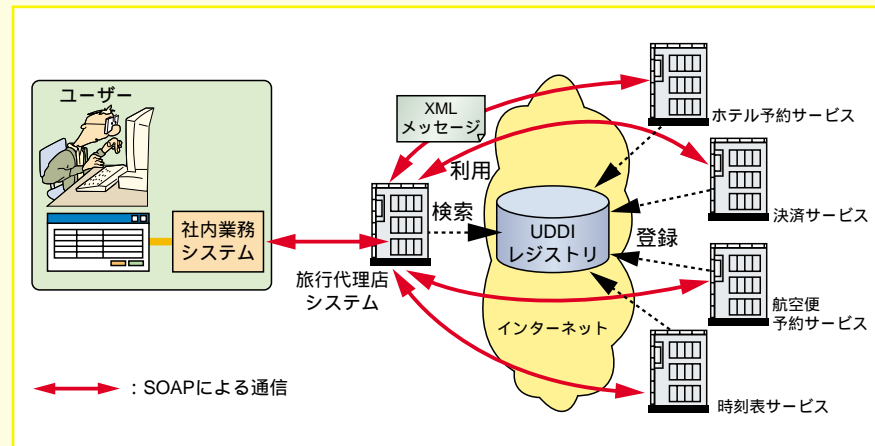 ユーザー
社内業務
システム
旅行代理店
システム
XML
メッセージ
利用
検索
UDDI
レジストリ
登録
インターネット
ホテル予約サービス
決済サービス
航空便
予約サービス
時刻表サービス
：SOAPによる通信